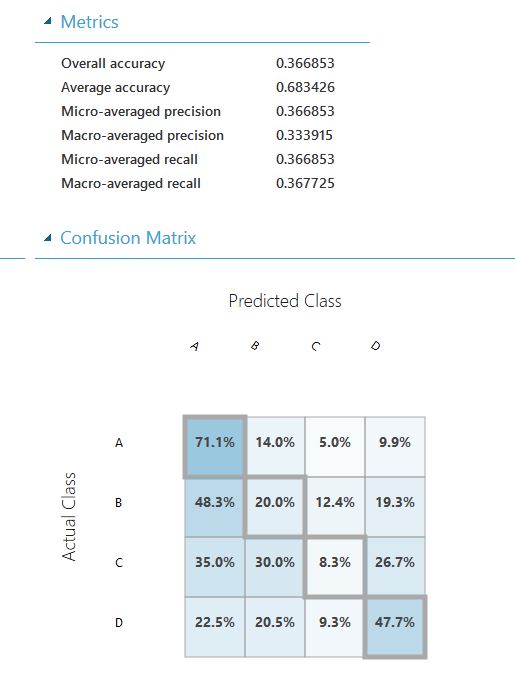 Metrics
Overall accuracy 0.366853
Average accuracy 0.683426
Micro-averaged precision 0.366853
Macro-averaged precision 0.333915
Micro-averaged recall 0.366853
Macro-averaged recall 0.367725
Confusion Matrix
Predicted Class
A B C D
Actual Class
A 71.1% 14.0% 5.0% 9.9%
B 48.3% 20.0% 12.4% 19.3%
C 35.0% 30.0% 8.3% 26.7%
D 22.5% 20.5% 9.3% 47.7%